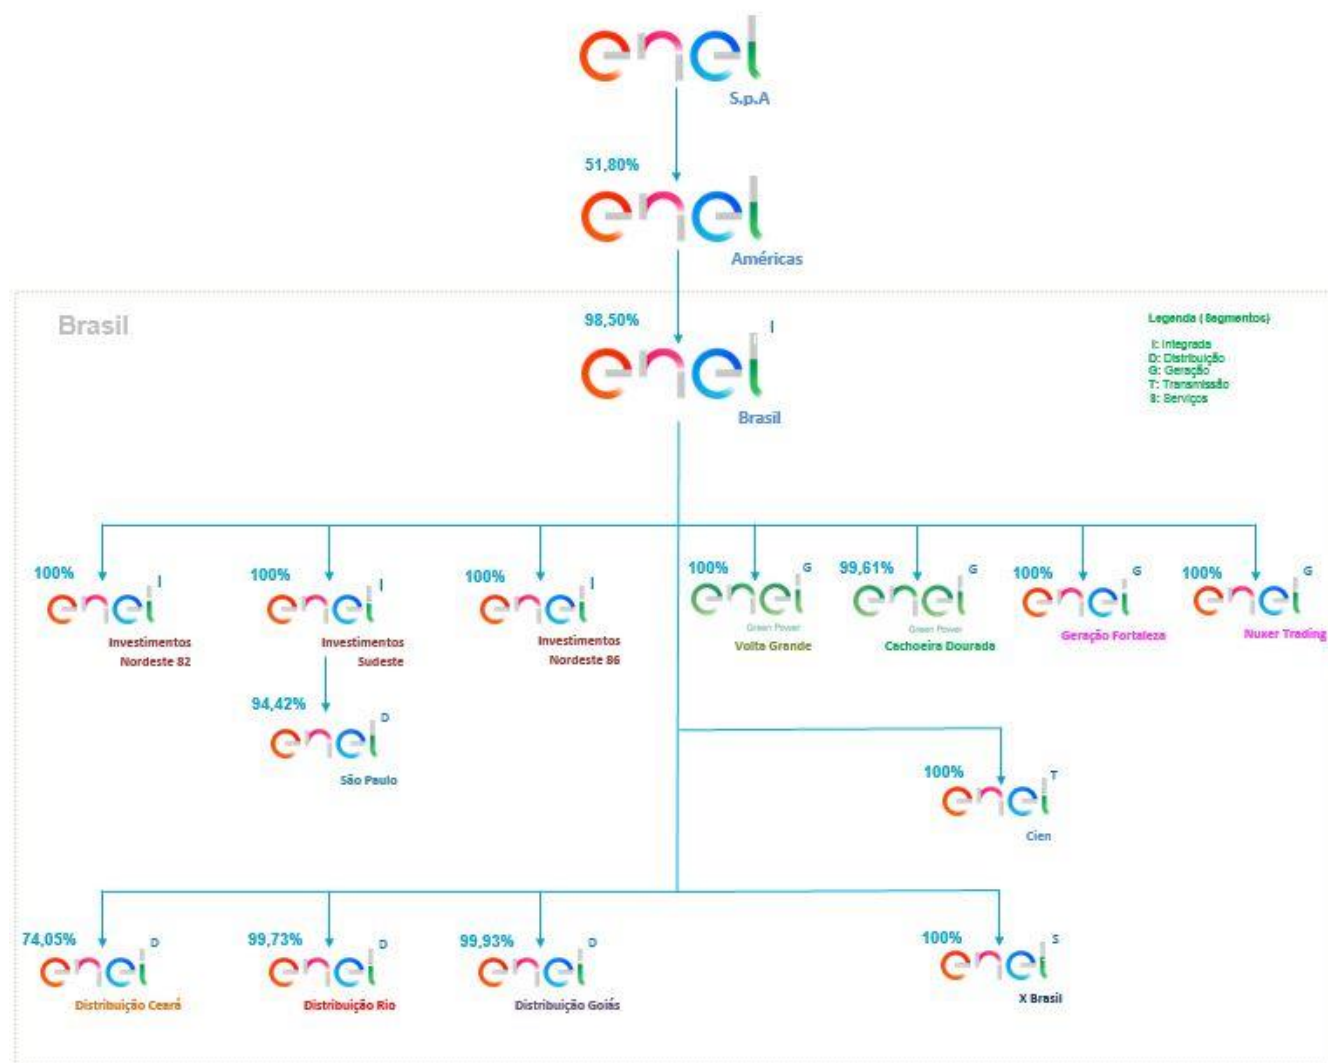 enel
S.p.A
51,80%
enel
Américas
Brasil
98,50%
I
enel
Brasil
Legenda (Segmentos)
I: Integrada
D: Distribuição
G: Geração
T: Transmissão
S: Serviços
100%
I
enel
Investimentos
Nordeste 82
100%
I
enel
Investimentos
Sudeste
100%
I
enel
Investimentos
Nordeste 86
100%
G
enel
Green Power
Volta Grande
99,61%
G
enel
Green Power
Cachoeira Dourada
100%
G
enel
Geração Fortaleza
100%
G
enel
Nuxer Trading
94,42%
D
enel
São Paulo
100%
T
enel
Cien
74,05%
D
enel
Distribuição Ceará
99,73%
D
enel
Distribuição Rio
99,93%
D
enel
Distribuição Goiás
100%
S
enel
X Brasil